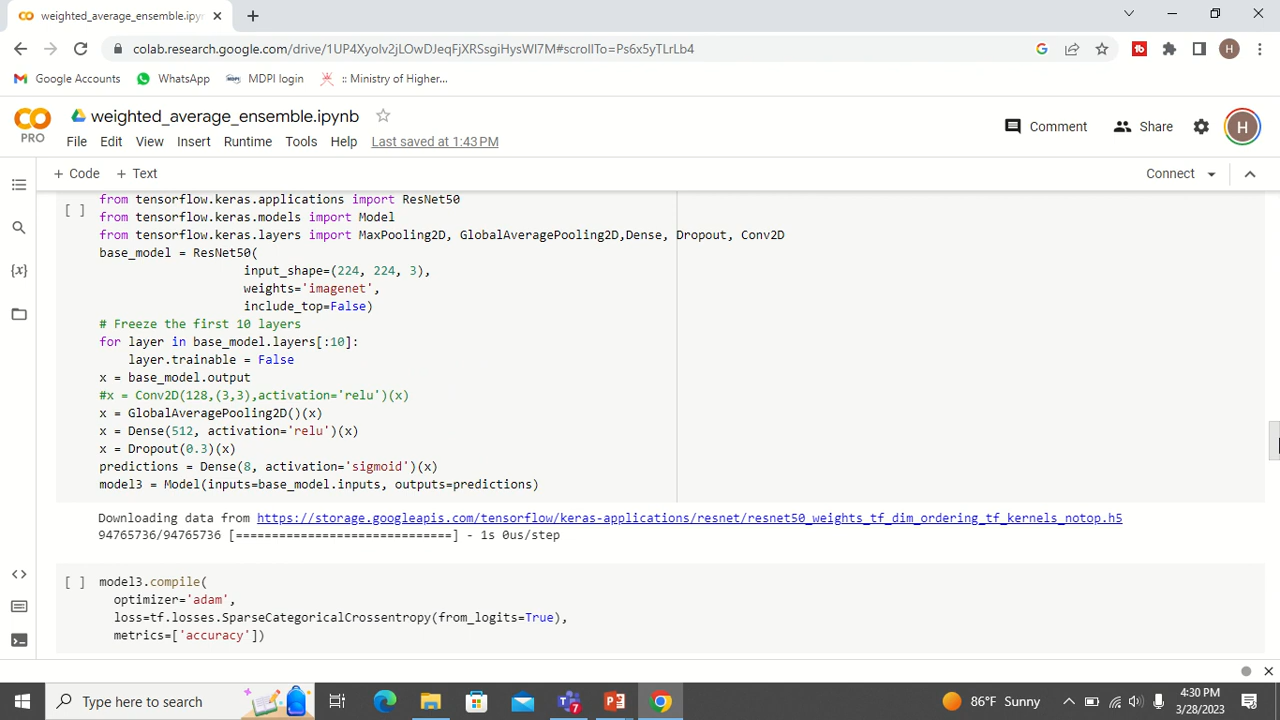 weighted_average_ensemble.ipyn
colab.research.google.com/drive/1UP4Xyolv2jLOwDJeqFjXRSsgiHysWI7M#scrollTo=Ps6x5yTLrLb4
Google Accounts
WhatsApp
MDPI login
:: Ministry of Higher...
H
PRO
weighted_average_ensemble.ipynb
File Edit View Insert Runtime Tools Help Last saved at 1:43 PM
Comment
Share
H
+ Code + Text
Connect
from tensorflow.keras.applications import ResNet50
[ ]
from tensorflow.keras.models import Model
from tensorflow.keras.layers import MaxPooling2D, GlobalAveragePooling2D,Dense, Dropout, Conv2D
base_model = ResNet50(
input_shape=(224, 224, 3),
weights='imagenet',
include_top=False)
# Freeze the first 10 layers
for layer in base_model.layers[:10]:
layer.trainable = False
x = base_model.output
#x = Conv2D(128,(3,3),activation='relu')(x)
x = GlobalAveragePooling2D()(x)
x = Dense(512, activation='relu')(x)
x = Dropout(0.3)(x)
predictions = Dense(8, activation='sigmoid')(x)
model3 = Model(inputs=base_model.inputs, outputs=predictions)
Downloading data from https://storage.googleapis.com/tensorflow/keras-applications/resnet/resnet50_weights_tf_dim_ordering_tf_kernels_notop.h5
94765736/94765736 [==============================] - 1s 0us/step
[ ] model3.compile(
optimizer='adam',
loss=tf.losses.SparseCategoricalCrossentropy(from_logits=True),
metrics=['accuracy'])
Type here to search
86°F Sunny
4:30 PM
3/28/2023